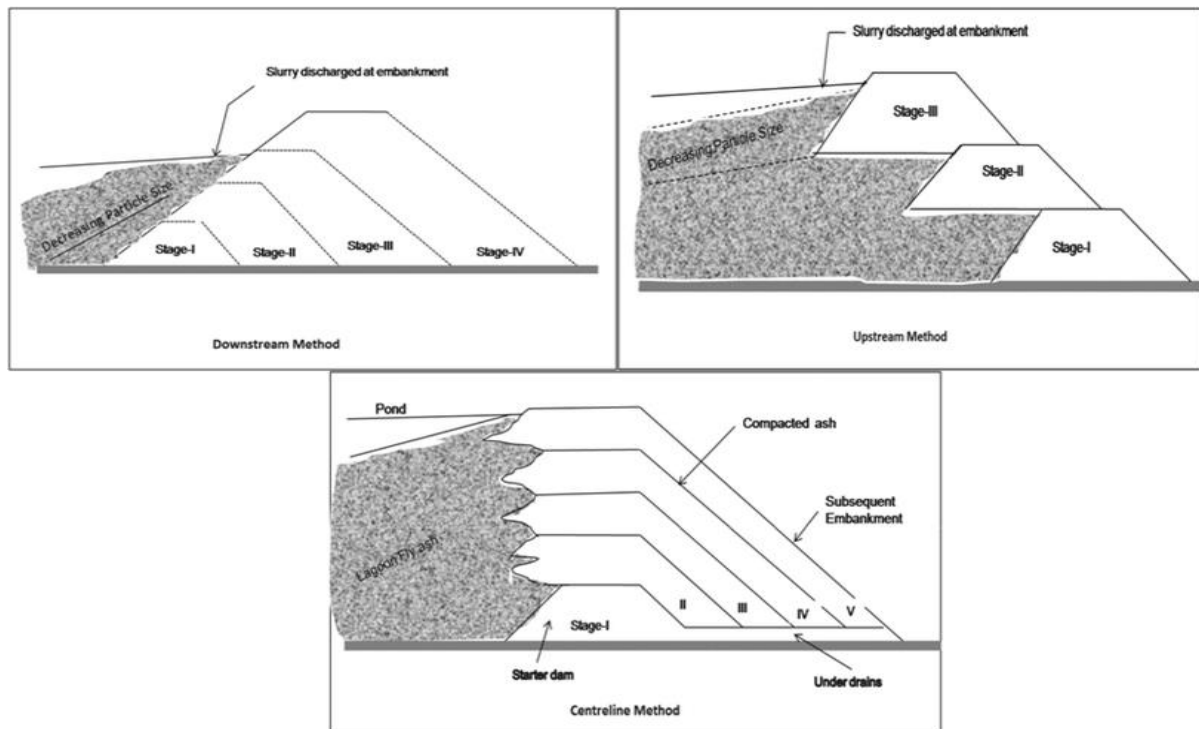 Slurry discharged at embankment
Decreasing Particle Size
Stage-I
Stage-II
Stage-III
Stage-IV
Downstream Method
Slurry discharged at embankment
Decreasing Particle Size
Stage-III
Stage-II
Stage-I
Upstream Method
Pond
Compacted ash
Subsequent
Embankment
Lagoon Fly ash
II
III
IV
V
Stage-I
Starter dam
Under drains
Centreline Method